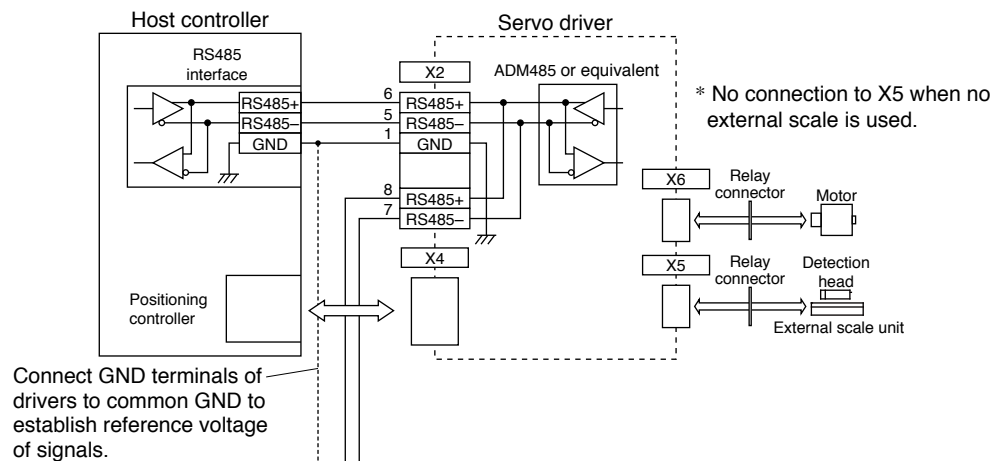 Host controller
Servo driver
RS485
interface
X2
ADM485 or equivalent
* No connection to X5 when no
external scale is used.
RS485+
6
RS485+
RS485–
5
RS485–
GND
1
GND
8
RS485+
7
RS485–
X6
Relay
connector
Motor
X4
X5
Relay
connector
Detection
head
External scale unit
Positioning
controller
Connect GND terminals of
drivers to common GND to
establish reference voltage
of signals.